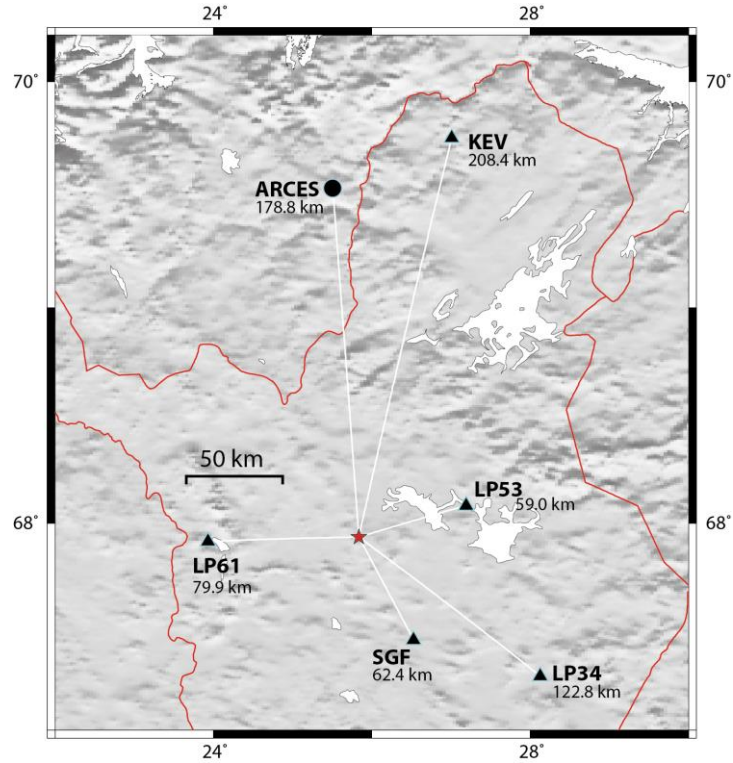 24˚
28˚
70˚
70˚
KEV
208.4 km
ARCES
178.8 km
50 km
LP53
59.0 km
68˚
68˚
LP61
79.9 km
SGF
62.4 km
LP34
122.8 km
24˚
28˚